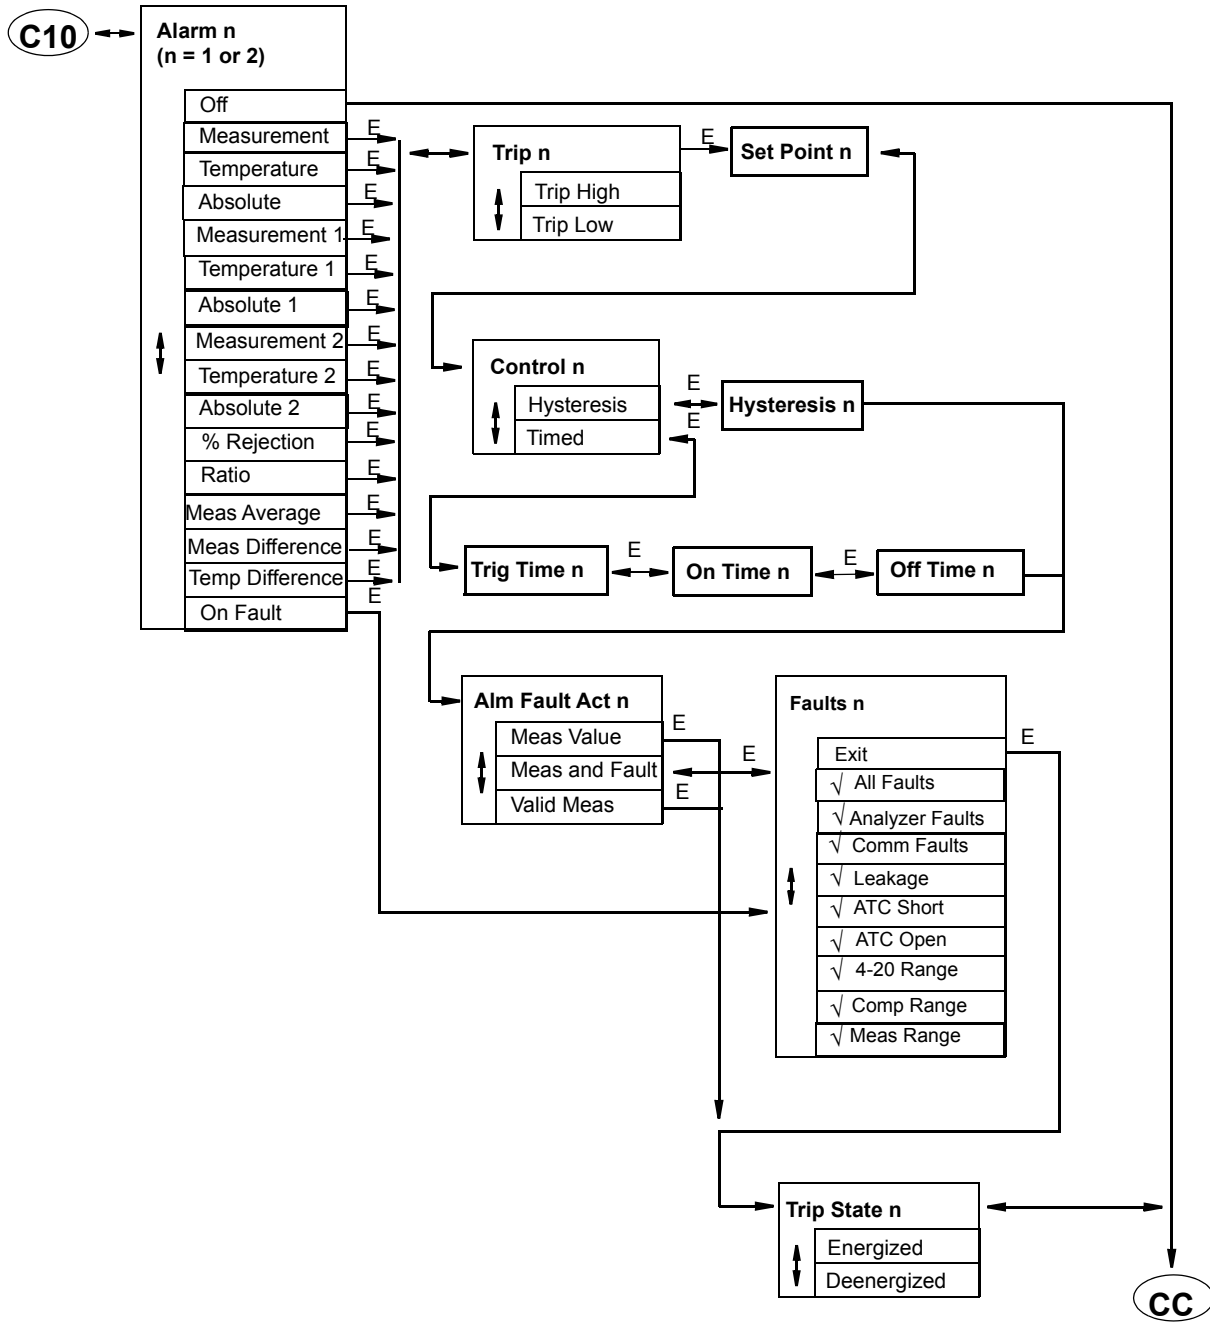 C10
Alarm n
(n = 1 or 2)
Off
Measurement E
Temperature E
Absolute E
Measurement 1 E
Temperature 1 E
Absolute 1 E
Measurement 2 E
Temperature 2 E
Absolute 2 E
% Rejection E
Ratio E
Meas Average E
Meas Difference E
Temp Difference E
On Fault E
Trip n E
Trip High
Trip Low
Set Point n
Control n
Hysteresis E
Timed E
Hysteresis n
Trig Time n E
On Time n E
Off Time n
Alm Fault Act n
Meas Value E
Meas and Fault E
Valid Meas E
Faults n
Exit E
√ All Faults
√ Analyzer Faults
√ Comm Faults
√ Leakage
√ ATC Short
√ ATC Open
√ 4-20 Range
√ Comp Range
√ Meas Range
Trip State n
Energized
Deenergized
CC